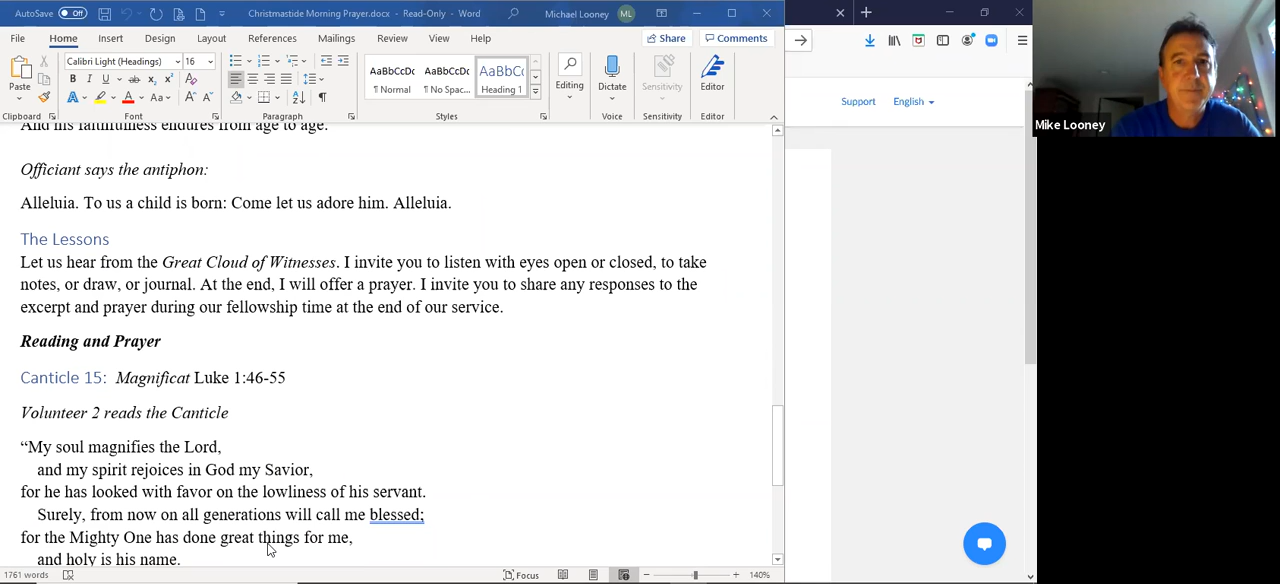 AutoSave Off Christmastide Morning Prayer.docx - Read-Only - Word Michael Looney ML
File Home Insert Draw Design Layout References Mailings Review View Help Share Comments
Calibri Light (Headings) 16
Paste
AaBbCcDc AaBbCcDc AaBbCc
¶ Normal ¶ No Spac... Heading 1
Editing Dictate Sensitivity Editor
Clipboard Font Paragraph Styles Voice Sensitivity Editor
Support English
Mike Looney
And his faithfulness endures from age to age.
Officiant says the antiphon:
Alleluia. To us a child is born: Come let us adore him. Alleluia.
The Lessons
Let us hear from the Great Cloud of Witnesses. I invite you to listen with eyes open or closed, to take
notes, or draw, or journal. At the end, I will offer a prayer. I invite you to share any responses to the
excerpt and prayer during our fellowship time at the end of our service.
Reading and Prayer
Canticle 15: Magnificat Luke 1:46-55
Volunteer 2 reads the Canticle
“My soul magnifies the Lord,
and my spirit rejoices in God my Savior,
for he has looked with favor on the lowliness of his servant.
Surely, from now on all generations will call me blessed;
for the Mighty One has done great things for me,
and holy is his name.
1761 words Focus 140%